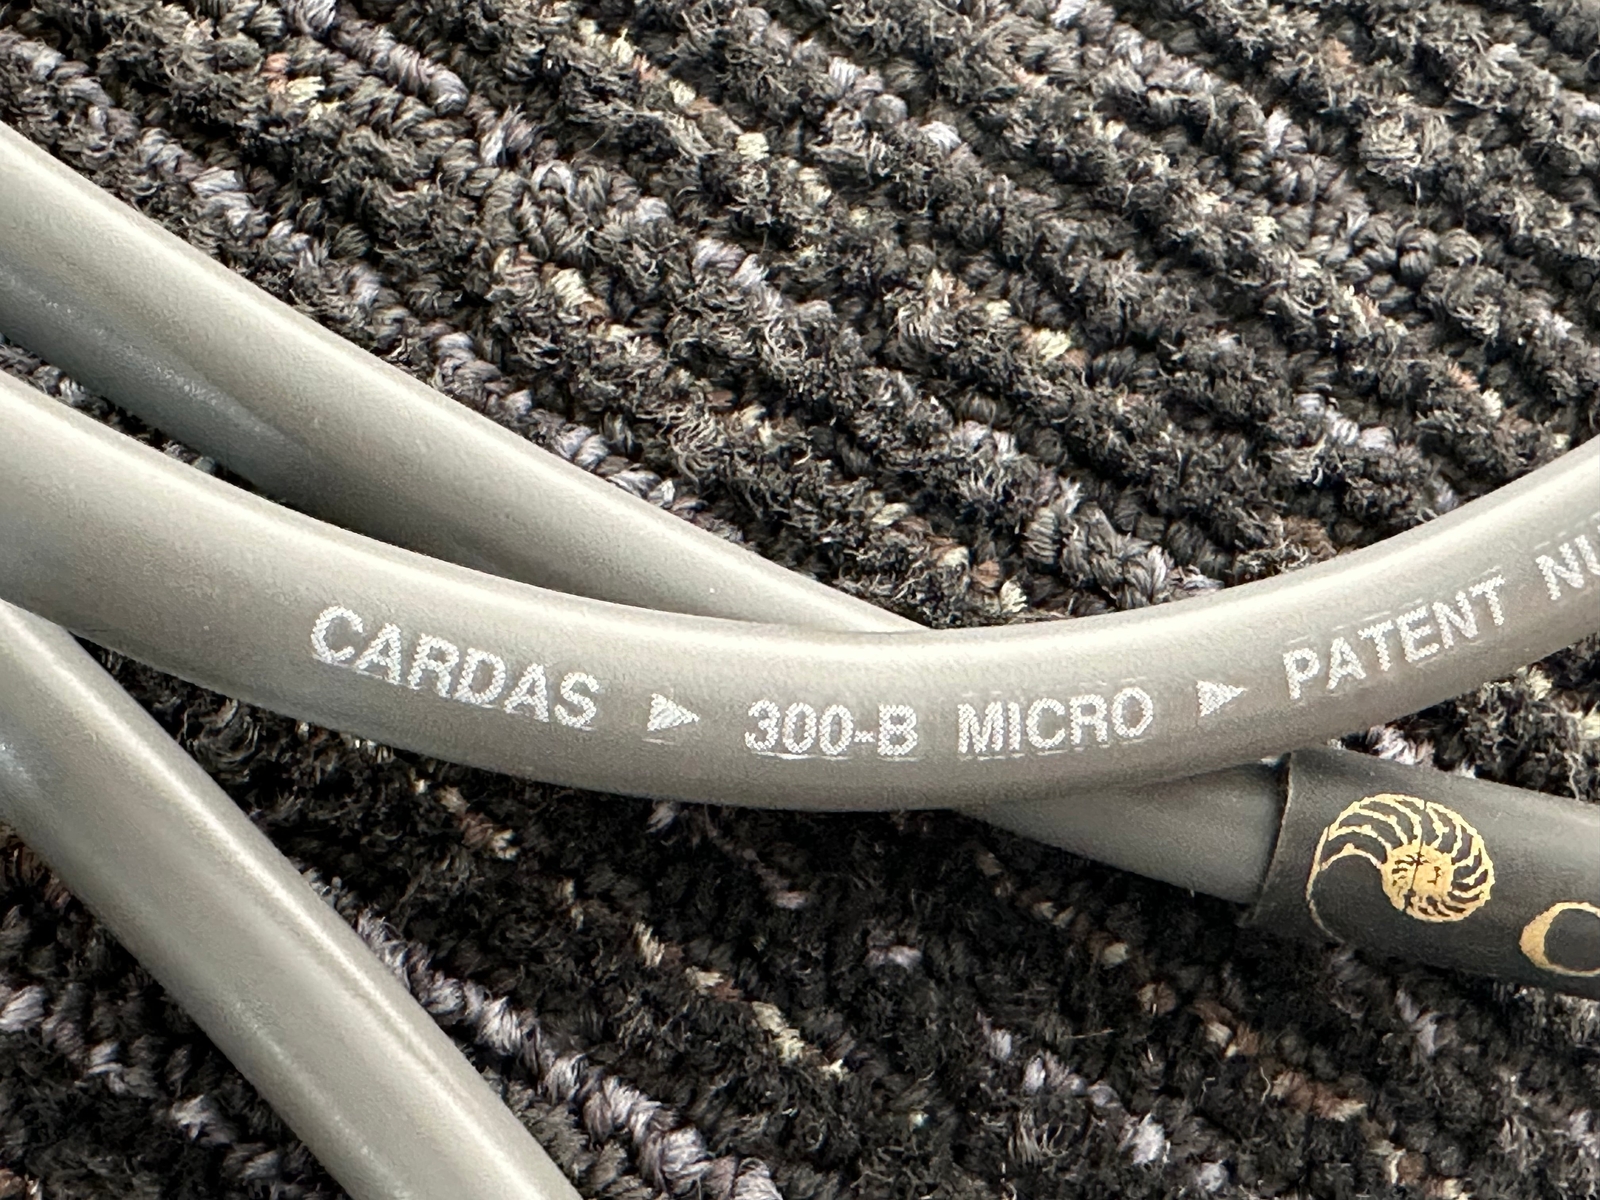 CARDAS ▶ 300-B MICRO ▶ PATENT